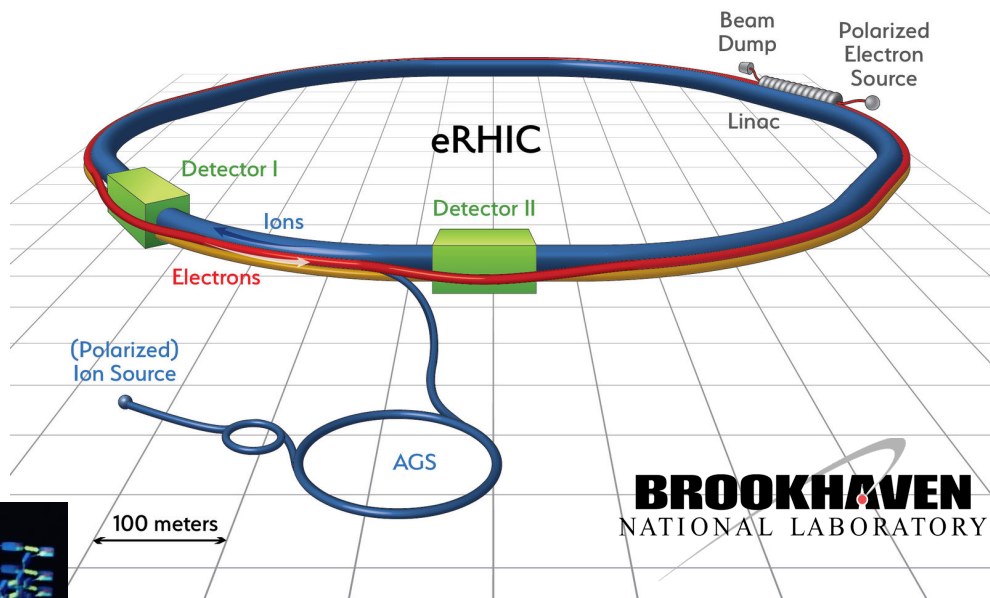 Beam
Dump
Polarized
Electron
Source
Linac
eRHIC
Detector I
Detector II
Ions
Electrons
(Polarized)
Ion Source
AGS
100 meters
BROOKHAVEN
NATIONAL LABORATORY